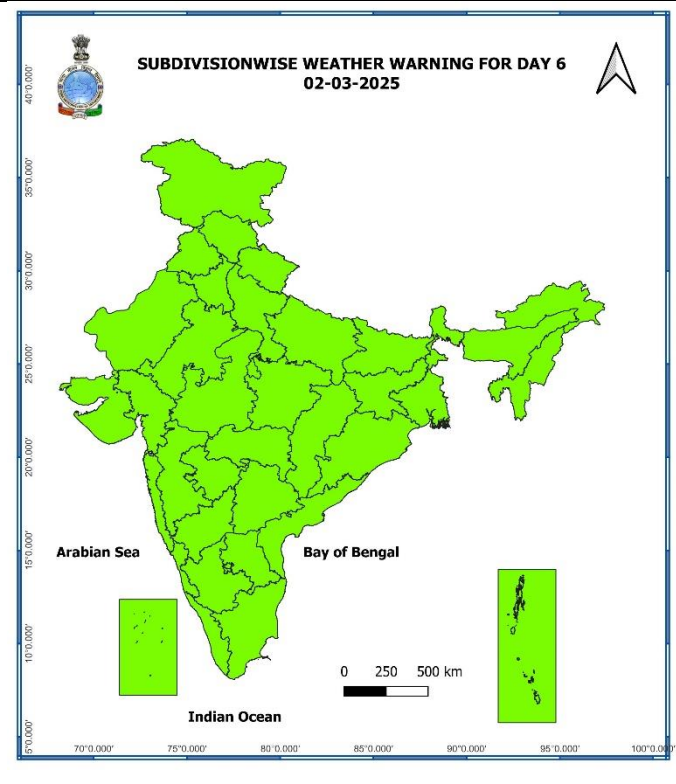 SUBDIVISIONWISE WEATHER WARNING FOR DAY 6
02-03-2025
40°0.000'
35°0.000'
30°0.000'
25°0.000'
20°0.000'
15°0.000'
10°0.000'
5°0.000'
Arabian Sea
Bay of Bengal
0 250 500 km
Indian Ocean
70°0.000' 75°0.000' 80°0.000' 85°0.000' 90°0.000' 95°0.000' 100°0.000'